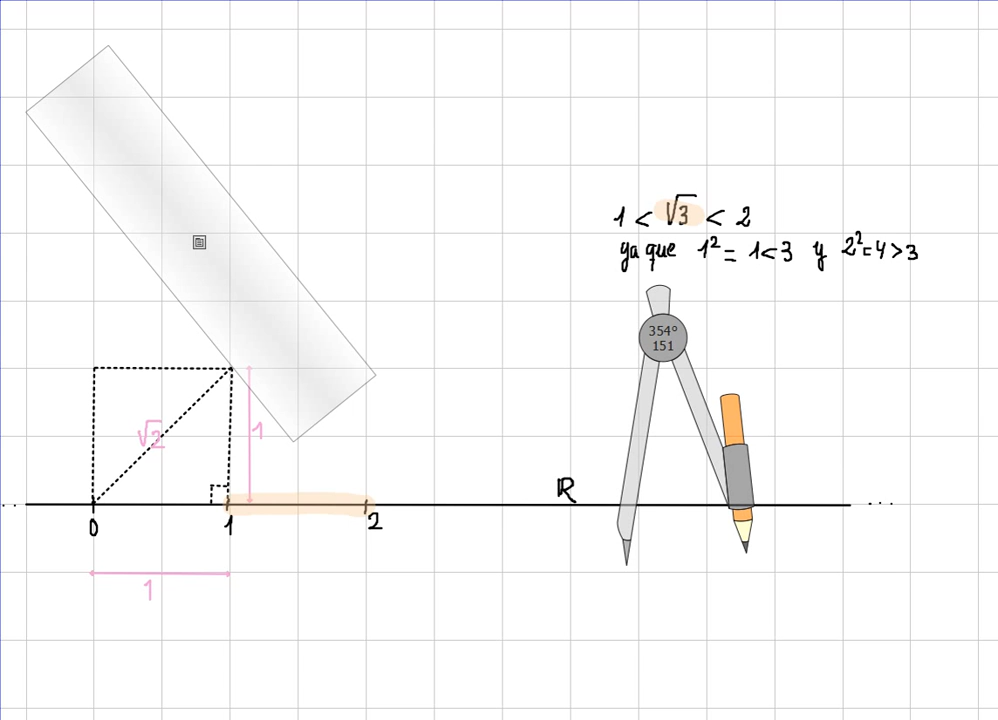 1 < √3 < 2
ya que 1² = 1<3 y 2²=4>3
354°
151
√2
1
ℝ
... 0 1 2 ...
1